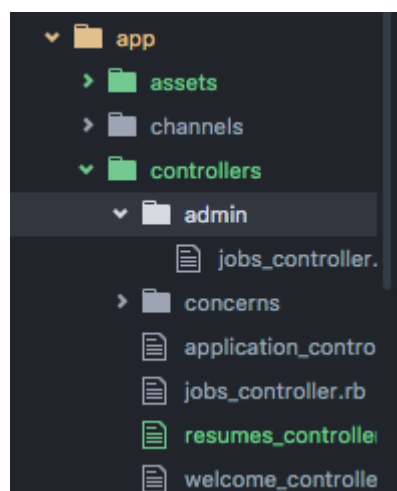 app
assets
channels
controllers
admin
jobs_controller.
concerns
application_contro
jobs_controller.rb
resumes_controlle
welcome_controlle